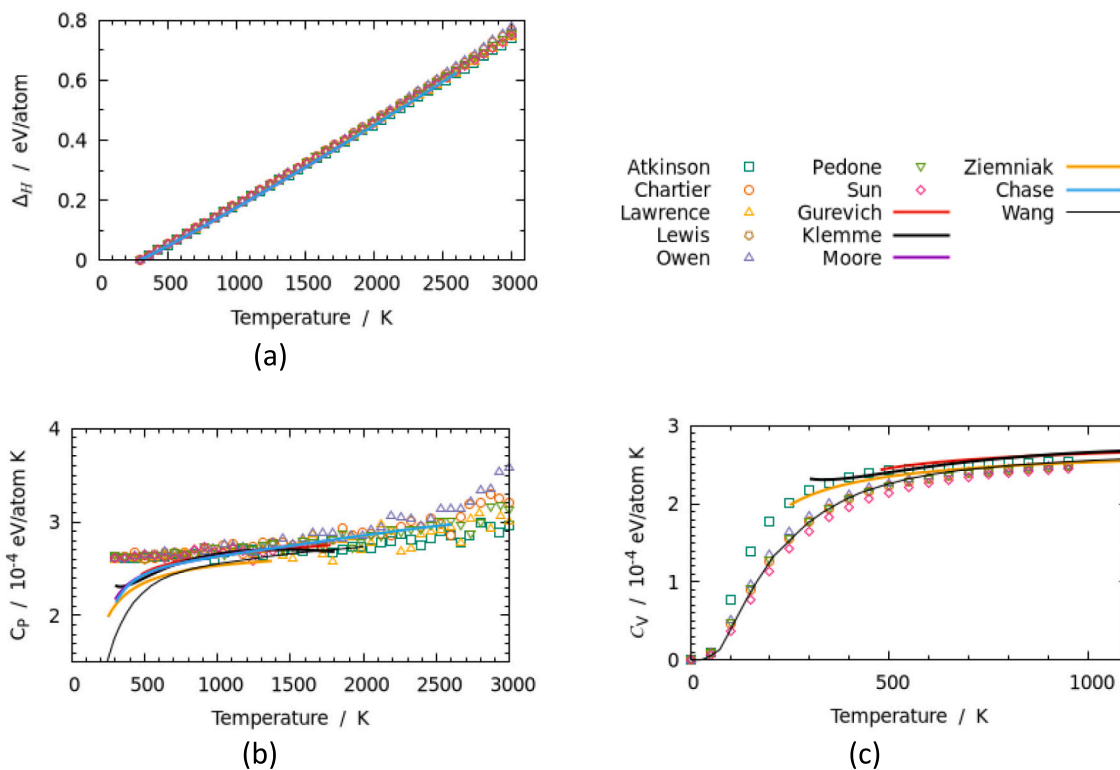 0.8
0.6
0.4
0.2
0
Δ_H / eV/atom
0 500 1000 1500 2000 2500 3000
Temperature / K
(a)
Atkinson Pedone Ziemniak
Chartier Sun Chase
Lawrence Gurevich Wang
Lewis Klemme
Owen Moore
4
3
2
C_P / 10⁻⁴ eV/atom K
0 500 1000 1500 2000 2500 3000
Temperature / K
(b)
3
2
1
0
C_V / 10⁻⁴ eV/atom K
0 500 1000
Temperature / K
(c)